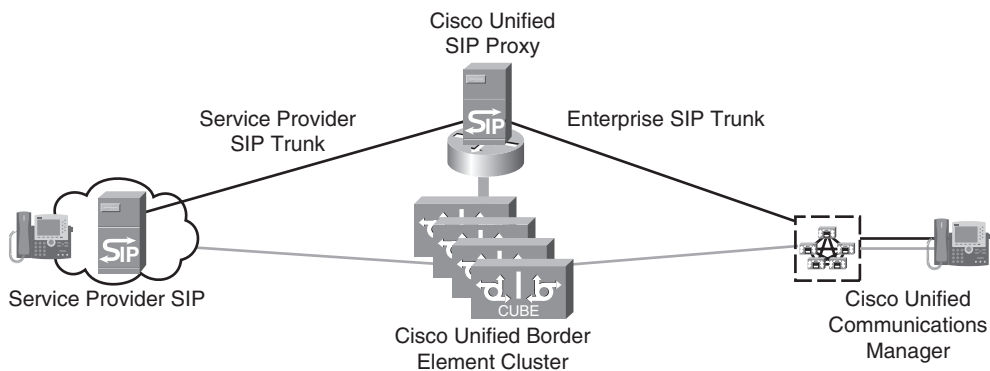 Cisco Unified
SIP Proxy
Service Provider
SIP Trunk
Enterprise SIP Trunk
SIP
SIP
CUBE
Service Provider SIP
Cisco Unified Border
Element Cluster
Cisco Unified
Communications
Manager